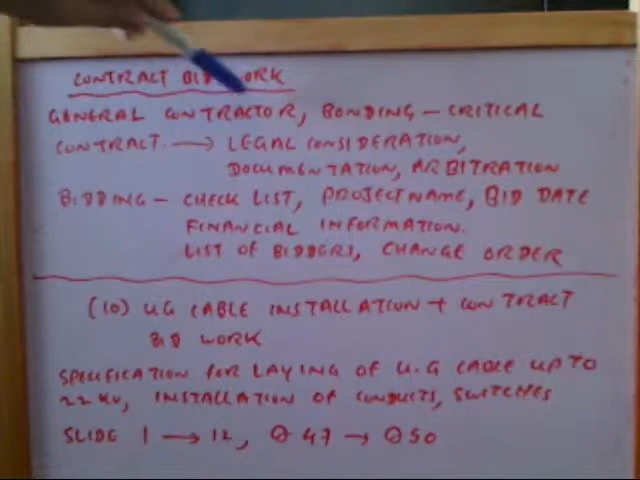 CONTRACT BID WORK
GENERAL CONTRACTOR, BONDING - CRITICAL
CONTRACT. → LEGAL CONSIDERATION,
DOCUMENTATION, ARBITRATION
BIDDING - CHECK LIST, PROJECT NAME, BID DATE
FINANCIAL INFORMATION.
LIST OF BIDDERS, CHANGE ORDER
(10) UG CABLE INSTALLATION + CONTRACT
BID WORK
SPECIFICATION FOR LAYING OF U.G CABLE UP TO
22 KV, INSTALLATION OF CONDUITS, SWITCHES
SLIDE 1 → 12, Q47 → Q50